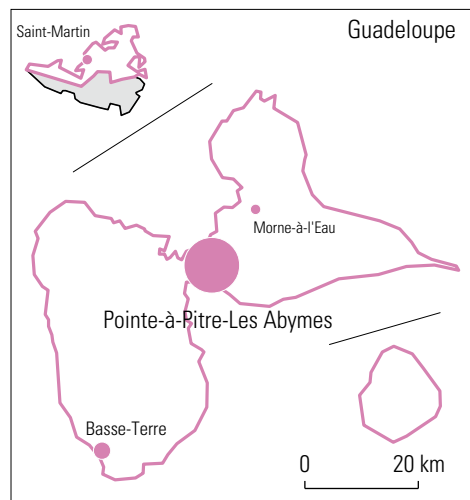 Guadeloupe
Saint-Martin
Morne-à-l'Eau
Pointe-à-Pitre-Les Abymes
Basse-Terre
0 20 km